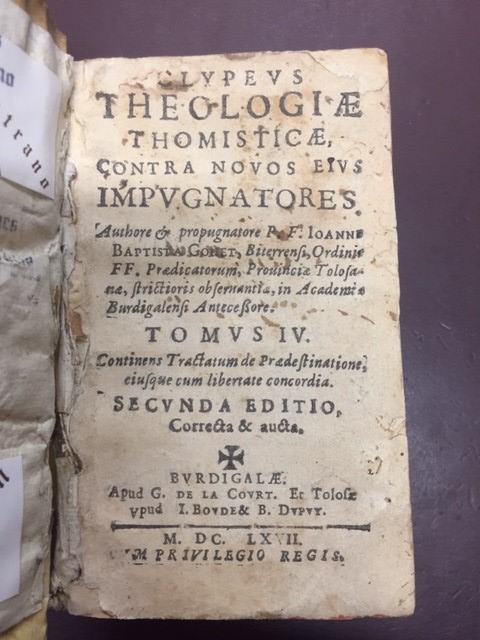 CLYPEVS
THEOLOGIÆ
THOMISTICÆ,
CONTRA NOVOS EIVS
IMPVGNATORES
Authore & propugnatore P. F. IOANNE
BAPTISTA GONET, Biterrensi, Ordinis
FF. Prædicatorum, Prouinciæ Tolosa-
næ, strictioris obseruantiæ, in Academia
Burdigalensi Antecessore.
TOMVS IV.
Continens Tractatum de Prædestinatione,
eiusque cum libertate concordia.
SECVNDA EDITIO,
Correcta & aucta.
BVRDIGALÆ.
Apud G. DE LA COVRT. Et Tolosæ
apud I. BOVDE & B. DVPVY.
M. DC. LXVII.
CVM PRIVILEGIO REGIS.
trano